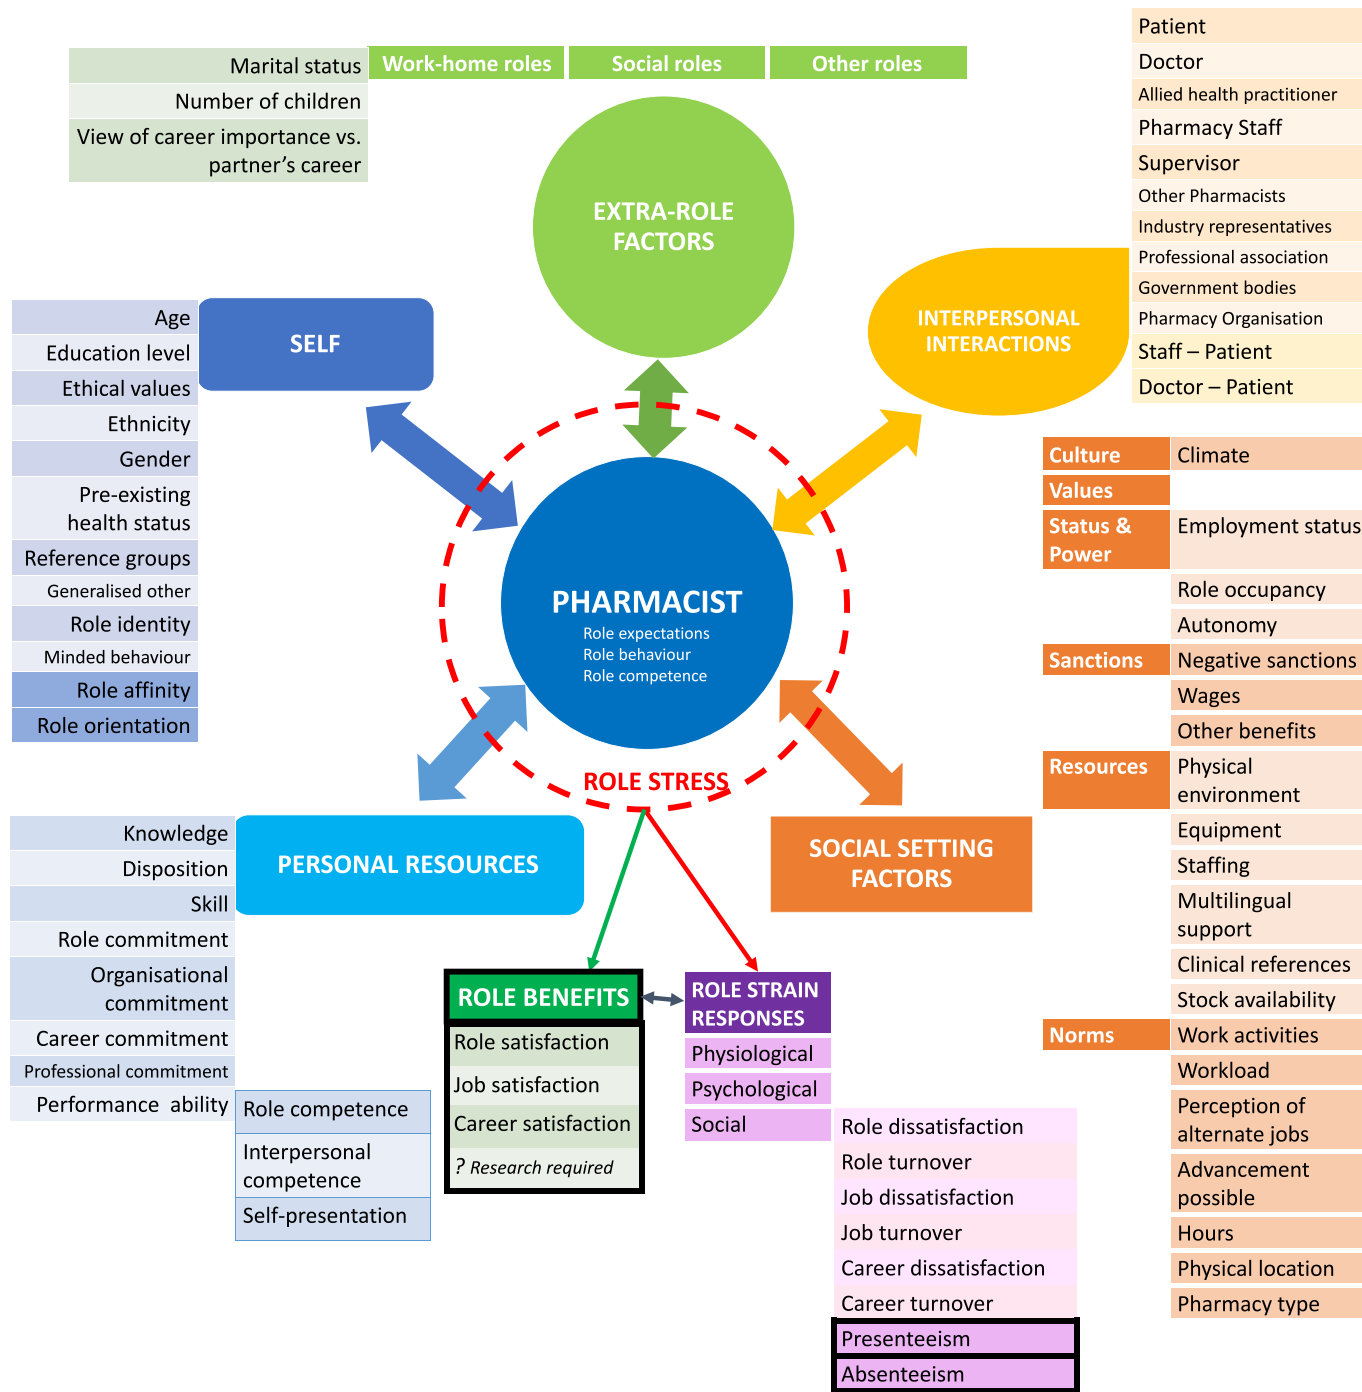 Marital status
Number of children
View of career importance vs.
partner's career
Work-home roles
Social roles
Other roles
EXTRA-ROLE
FACTORS
Patient
Doctor
Allied health practitioner
Pharmacy Staff
Supervisor
Other Pharmacists
Industry representatives
Professional association
Government bodies
Pharmacy Organisation
Staff – Patient
Doctor – Patient
INTERPERSONAL
INTERACTIONS
SELF
Age
Education level
Ethical values
Ethnicity
Gender
Pre-existing
health status
Reference groups
Generalised other
Role identity
Minded behaviour
Role affinity
Role orientation
PHARMACIST
Role expectations
Role behaviour
Role competence
ROLE STRESS
Culture
Climate
Values
Status &
Power
Employment status
Role occupancy
Autonomy
Sanctions
Negative sanctions
Wages
Other benefits
Resources
Physical
environment
Equipment
Staffing
Multilingual
support
Clinical references
Stock availability
Norms
Work activities
Workload
Perception of
alternate jobs
Advancement
possible
Hours
Physical location
Pharmacy type
SOCIAL SETTING
FACTORS
PERSONAL RESOURCES
Knowledge
Disposition
Skill
Role commitment
Organisational
commitment
Career commitment
Professional commitment
Performance ability
Role competence
Interpersonal
competence
Self-presentation
ROLE BENEFITS
Role satisfaction
Job satisfaction
Career satisfaction
? Research required
ROLE STRAIN
RESPONSES
Physiological
Psychological
Social
Role dissatisfaction
Role turnover
Job dissatisfaction
Job turnover
Career dissatisfaction
Career turnover
Presenteeism
Absenteeism